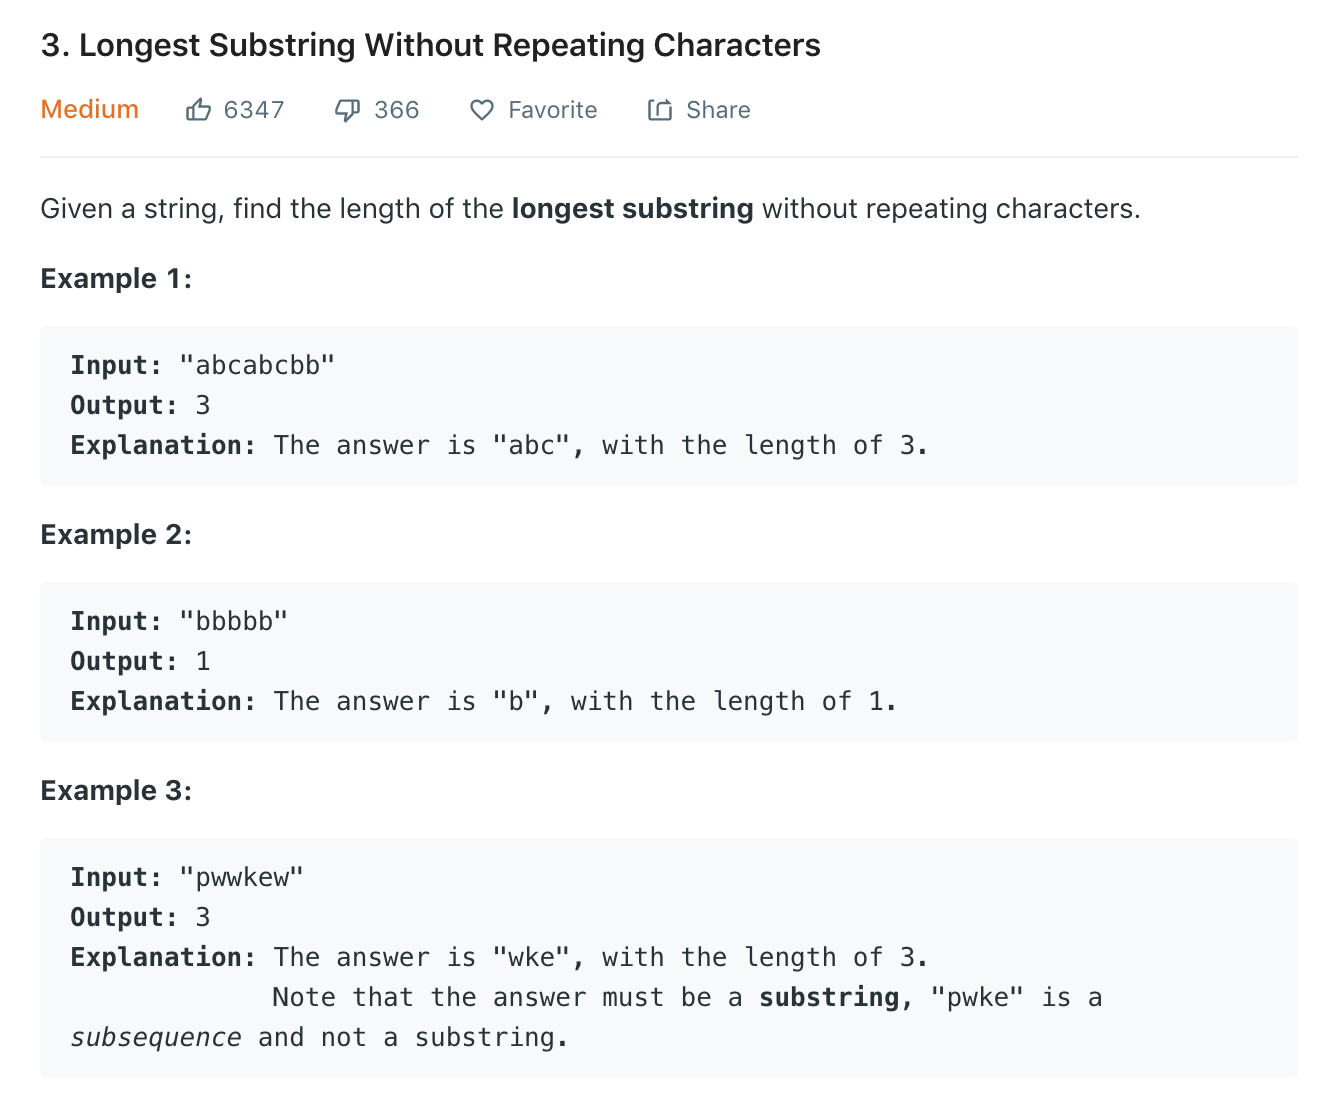 3. Longest Substring Without Repeating Characters
Medium 6347 366 Favorite Share
Given a string, find the length of the longest substring without repeating characters.
Example 1:
Input: "abcabcbb"
Output: 3
Explanation: The answer is "abc", with the length of 3.
Example 2:
Input: "bbbbb"
Output: 1
Explanation: The answer is "b", with the length of 1.
Example 3:
Input: "pwwkew"
Output: 3
Explanation: The answer is "wke", with the length of 3.
Note that the answer must be a substring, "pwke" is a
subsequence and not a substring.